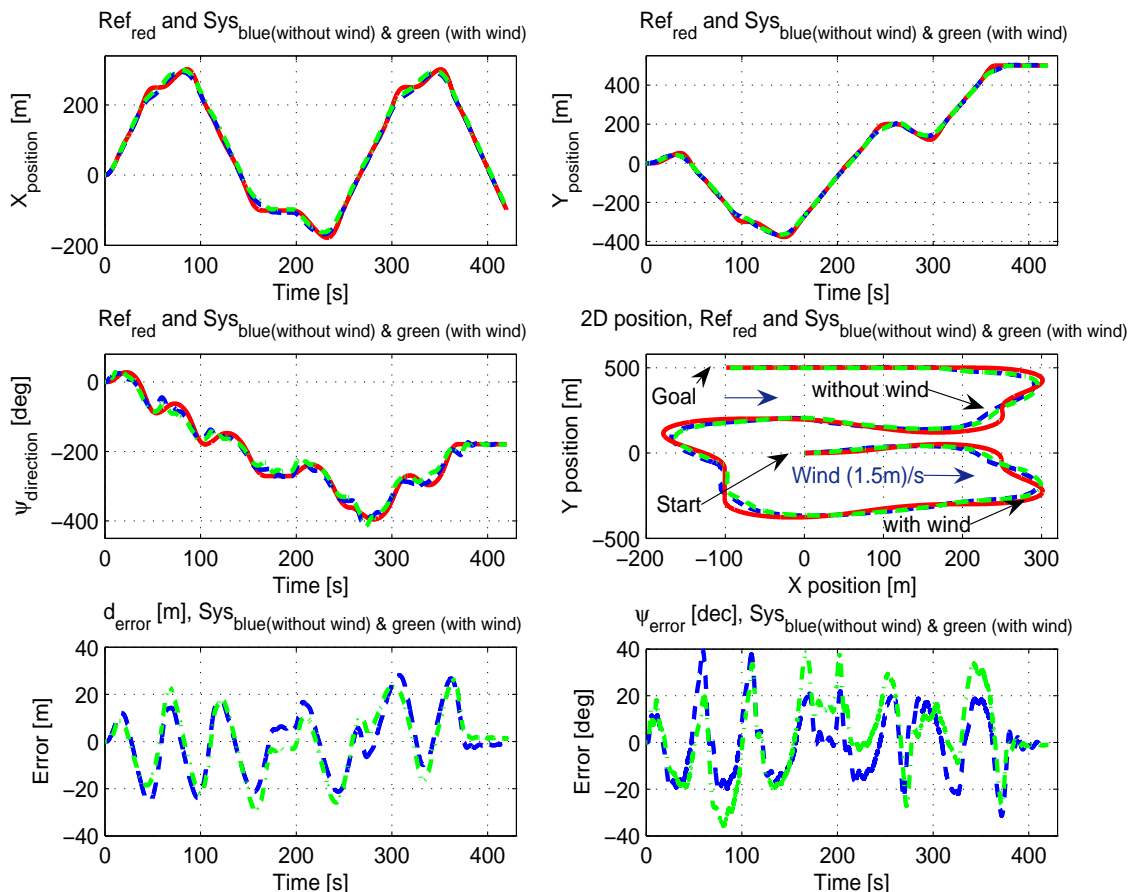 Ref_red and Sys_blue(without wind) & green (with wind)
X_position [m]
200
0
−200
0 100 200 300 400
Time [s]
Ref_red and Sys_blue(without wind) & green (with wind)
Y_position [m]
400
200
0
−200
−400
0 100 200 300 400
Time [s]
Ref_red and Sys_blue(without wind) & green (with wind)
ψ_direction [deg]
0
−200
−400
0 100 200 300 400
Time [s]
2D position, Ref_red and Sys_blue(without wind) & green (with wind)
Y position [m]
500
0
−500
Goal
without wind
Wind (1.5m)/s
Start
with wind
−200 −100 0 100 200 300
X position [m]
d_error [m], Sys_blue(without wind) & green (with wind)
Error [m]
40
20
0
−20
−40
0 100 200 300 400
Time [s]
ψ_error [dec], Sys_blue(without wind) & green (with wind)
Error [deg]
40
20
0
−20
−40
0 100 200 300 400
Time [s]